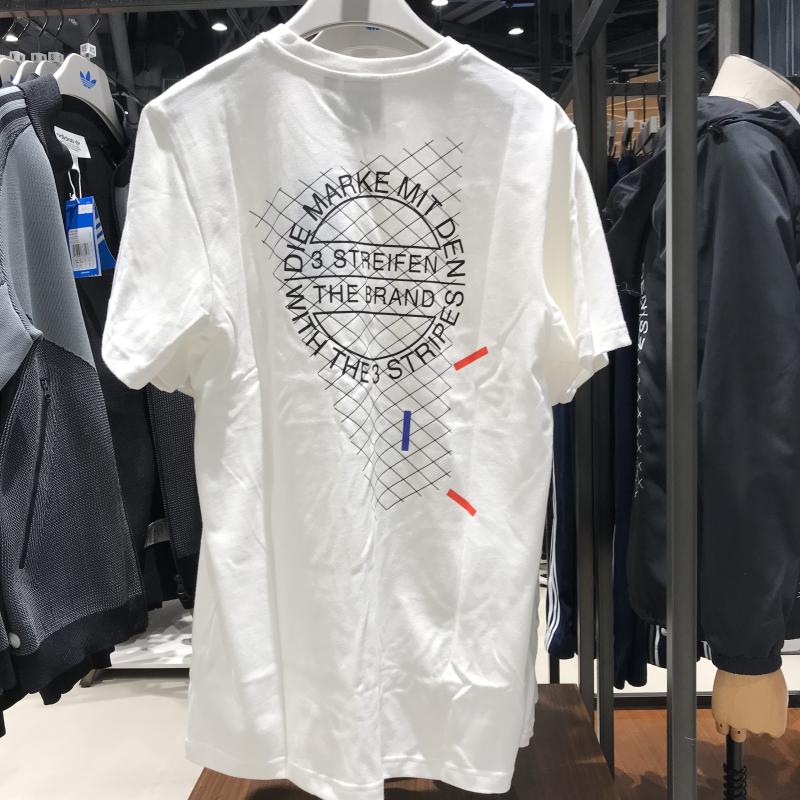 DIE MARKE MIT DEN
3 STREIFEN
THE BRAND
WITH THE 3 STRIPES